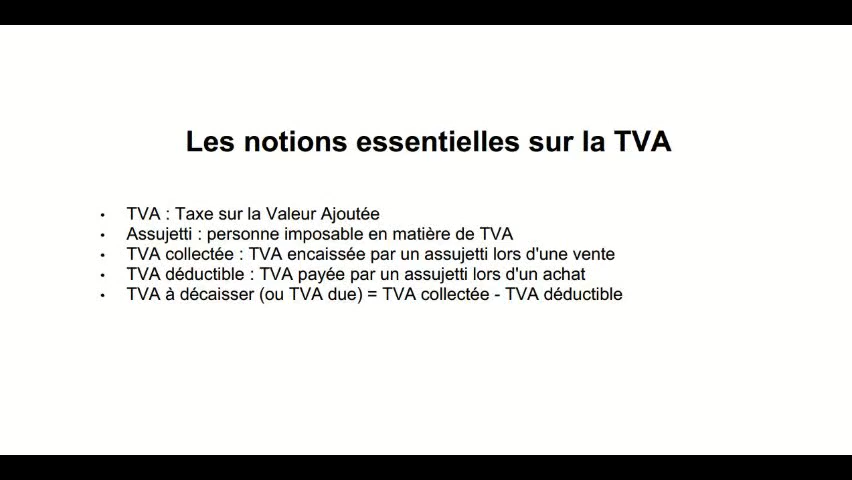 Les notions essentielles sur la TVA
• TVA : Taxe sur la Valeur Ajoutée
• Assujetti : personne imposable en matière de TVA
• TVA collectée : TVA encaissée par un assujetti lors d'une vente
• TVA déductible : TVA payée par un assujetti lors d'un achat
• TVA à décaisser (ou TVA due) = TVA collectée - TVA déductible